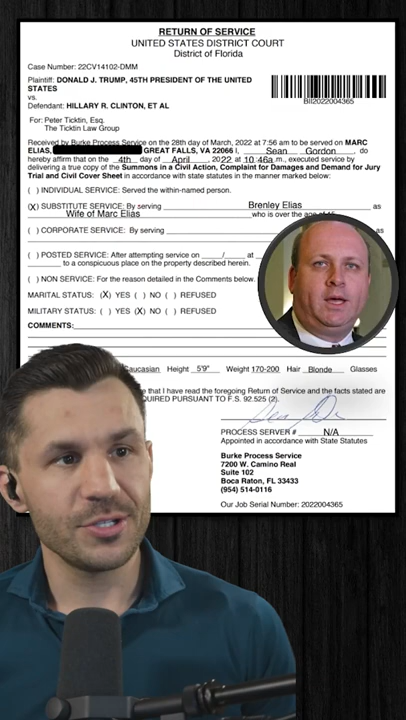 RETURN OF SERVICE
UNITED STATES DISTRICT COURT
District of Florida
Case Number: 22CV14102-DMM
Plaintiff: DONALD J. TRUMP, 45TH PRESIDENT OF THE UNITED
STATES
vs.
Defendant: HILLARY R. CLINTON, ET AL
BII2022004365
For: Peter Ticktin, Esq.
The Ticktin Law Group
Received by Burke Process Service on the 28th day of March, 2022 at 7:56 am to be served on MARC
ELIAS, GREAT FALLS, VA 22066 I, Sean Gordon, do
hereby affirm that on the 4th day of April, 2022 at 10:46a.m., executed service by
delivering a true copy of the Summons in a Civil Action, Complaint for Damages and Demand for Jury
Trial and Civil Cover Sheet in accordance with state statutes in the manner marked below:
( ) INDIVIDUAL SERVICE: Served the within-named person.
(X) SUBSTITUTE SERVICE: By serving Brenley Elias as
Wife of Marc Elias who is over the age of
( ) CORPORATE SERVICE: By serving as
( ) POSTED SERVICE: After attempting service on ___/___ at
to a conspicuous place on the property described herein.
( ) NON SERVICE: For the reason detailed in the Comments below.
MARITAL STATUS: (X) YES ( ) NO ( ) REFUSED
MILITARY STATUS: ( ) YES (X) NO ( ) REFUSED
COMMENTS:
Caucasian Height 5'9" Weight 170-200 Hair Blonde Glasses
that I have read the foregoing Return of Service and the facts stated are
PURSUANT TO F.S. 92.525 (2).
PROCESS SERVER # N/A
Appointed in accordance with State Statutes
Burke Process Service
7200 W. Camino Real
Suite 102
Boca Raton, FL 33433
(954) 514-0116
Our Job Serial Number: 2022004365